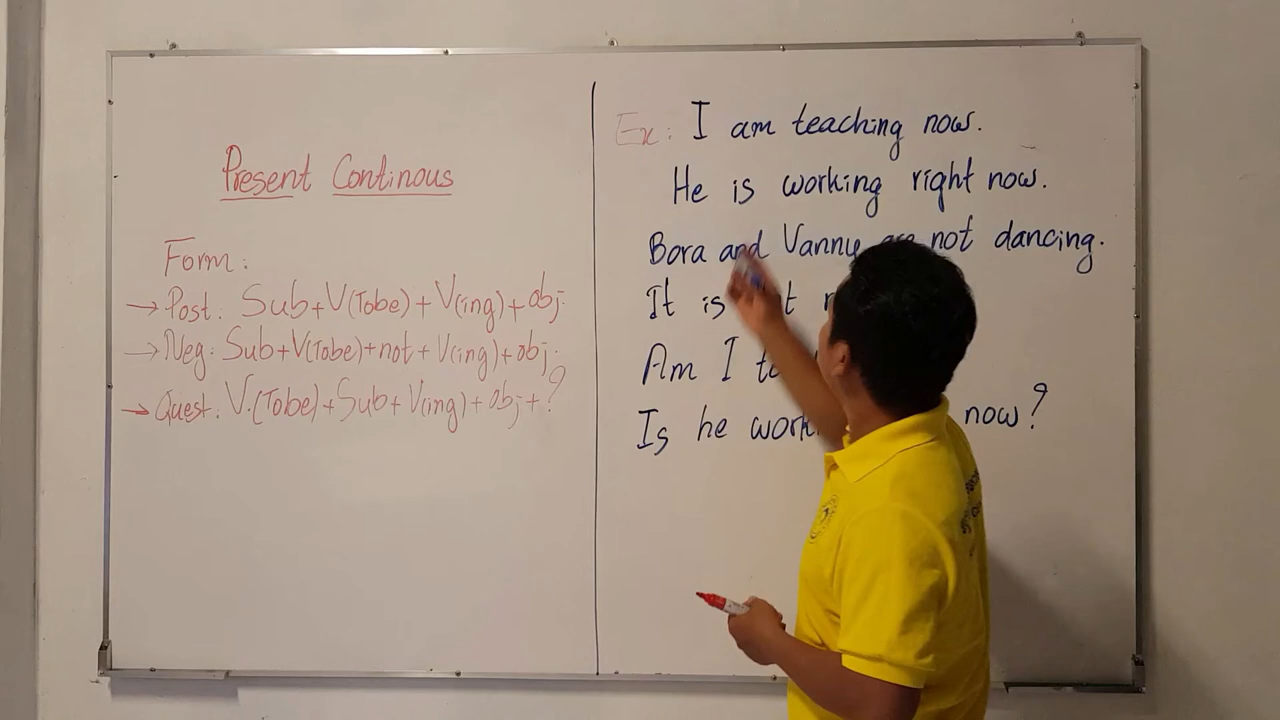 Present Continous
Form:
→ Post: Sub+V(Tobe)+V(ing)+obj.
→ Neg: Sub+V(Tobe)+not+V(ing)+obj.
→ Quest: V.(Tobe)+Sub+V(ing)+obj+?
Ex: I am teaching now.
He is working right now.
Bora and Vanny are not dancing.
It is
Am I
Is he now?